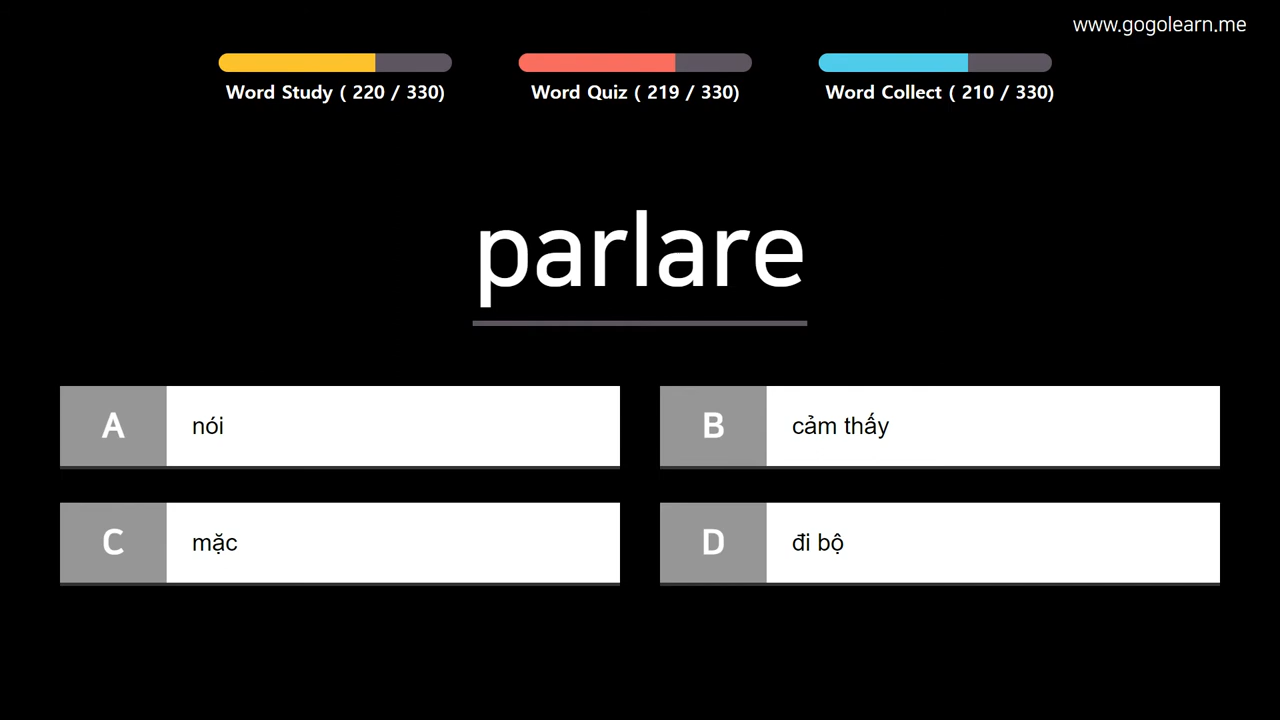 www.gogolearn.me
Word Study ( 220 / 330)
Word Quiz ( 219 / 330)
Word Collect ( 210 / 330)
parlare
A nói
B cảm thấy
C mặc
D đi bộ